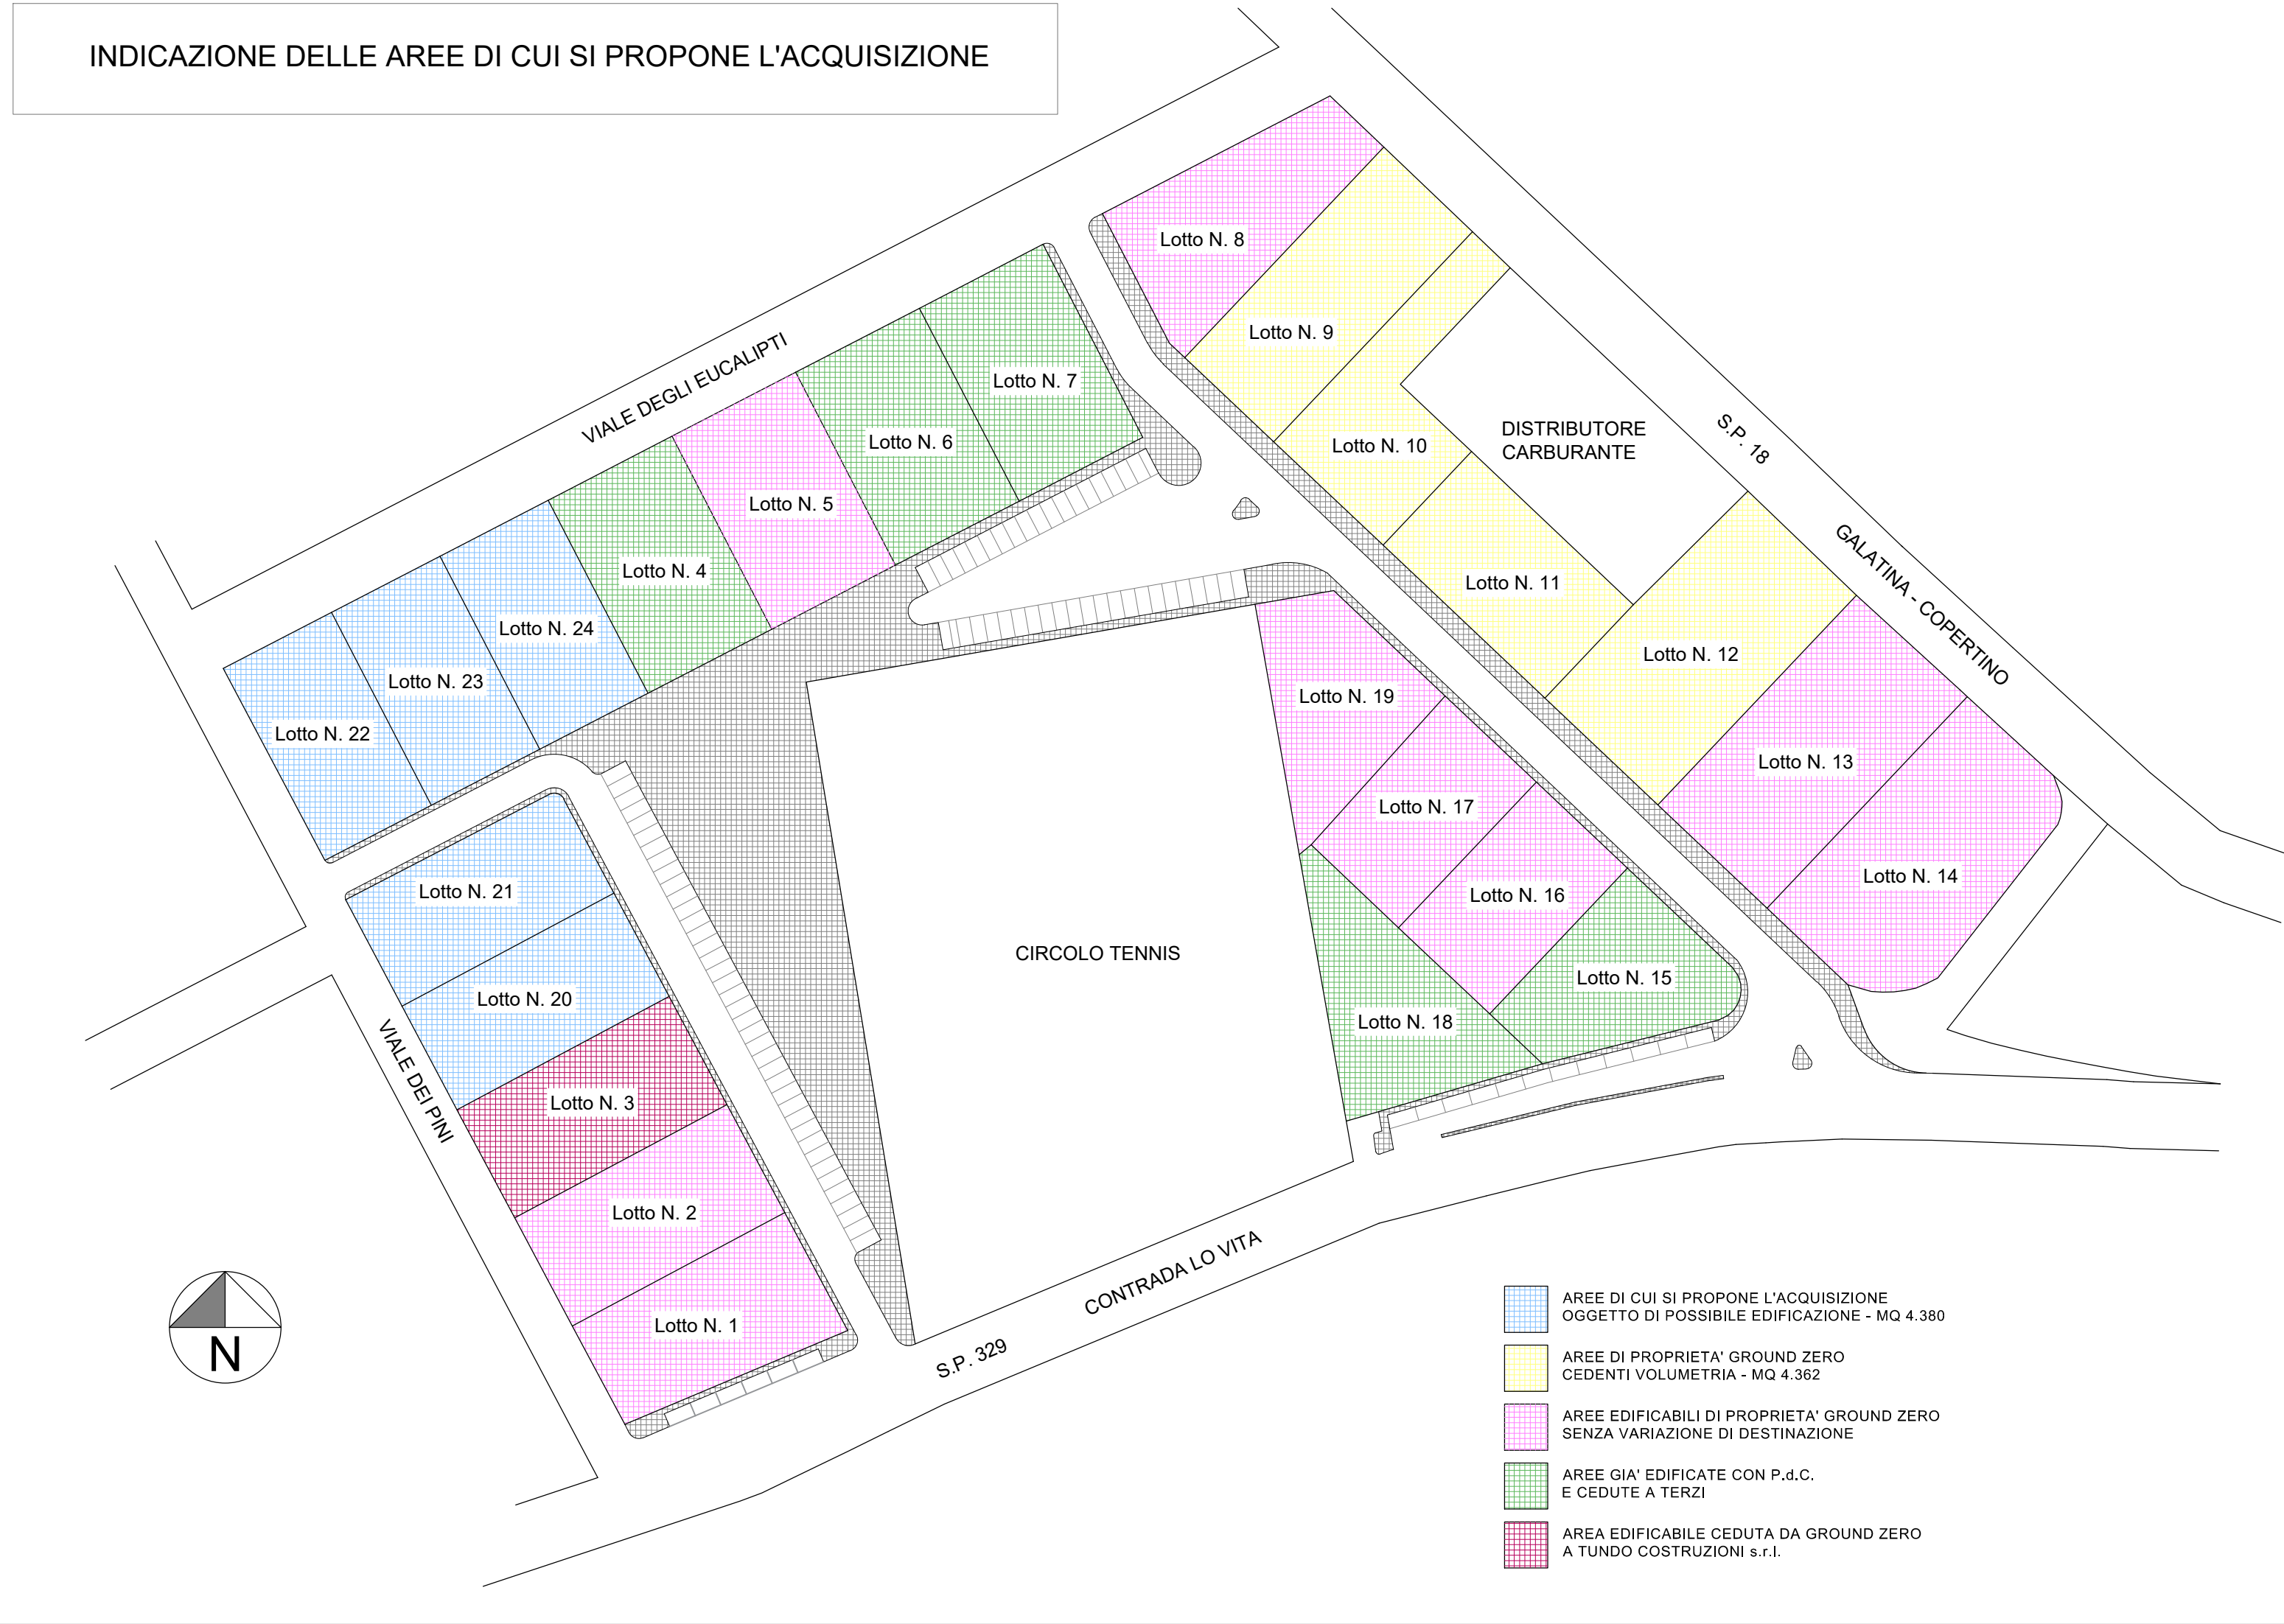 INDICAZIONE DELLE AREE DI CUI SI PROPONE L'ACQUISIZIONE
Lotto N. 8
Lotto N. 9
VIALE DEGLI EUCALIPTI
Lotto N. 7
Lotto N. 6
Lotto N. 10
DISTRIBUTORE
CARBURANTE
S.P. 18
Lotto N. 5
Lotto N. 4
Lotto N. 11
GALATINA - COPERTINO
Lotto N. 24
Lotto N. 12
Lotto N. 23
Lotto N. 19
Lotto N. 22
Lotto N. 13
Lotto N. 17
Lotto N. 14
Lotto N. 21
Lotto N. 16
CIRCOLO TENNIS
Lotto N. 15
Lotto N. 20
Lotto N. 18
VIALE DEI PINI
Lotto N. 3
Lotto N. 2
CONTRADA LO VITA
Lotto N. 1
S.P. 329
N
AREE DI CUI SI PROPONE L'ACQUISIZIONE
OGGETTO DI POSSIBILE EDIFICAZIONE - MQ 4.380
AREE DI PROPRIETA' GROUND ZERO
CEDENTI VOLUMETRIA - MQ 4.362
AREE EDIFICABILI DI PROPRIETA' GROUND ZERO
SENZA VARIAZIONE DI DESTINAZIONE
AREE GIA' EDIFICATE CON P.d.C.
E CEDUTE A TERZI
AREA EDIFICABILE CEDUTA DA GROUND ZERO
A TUNDO COSTRUZIONI s.r.l.